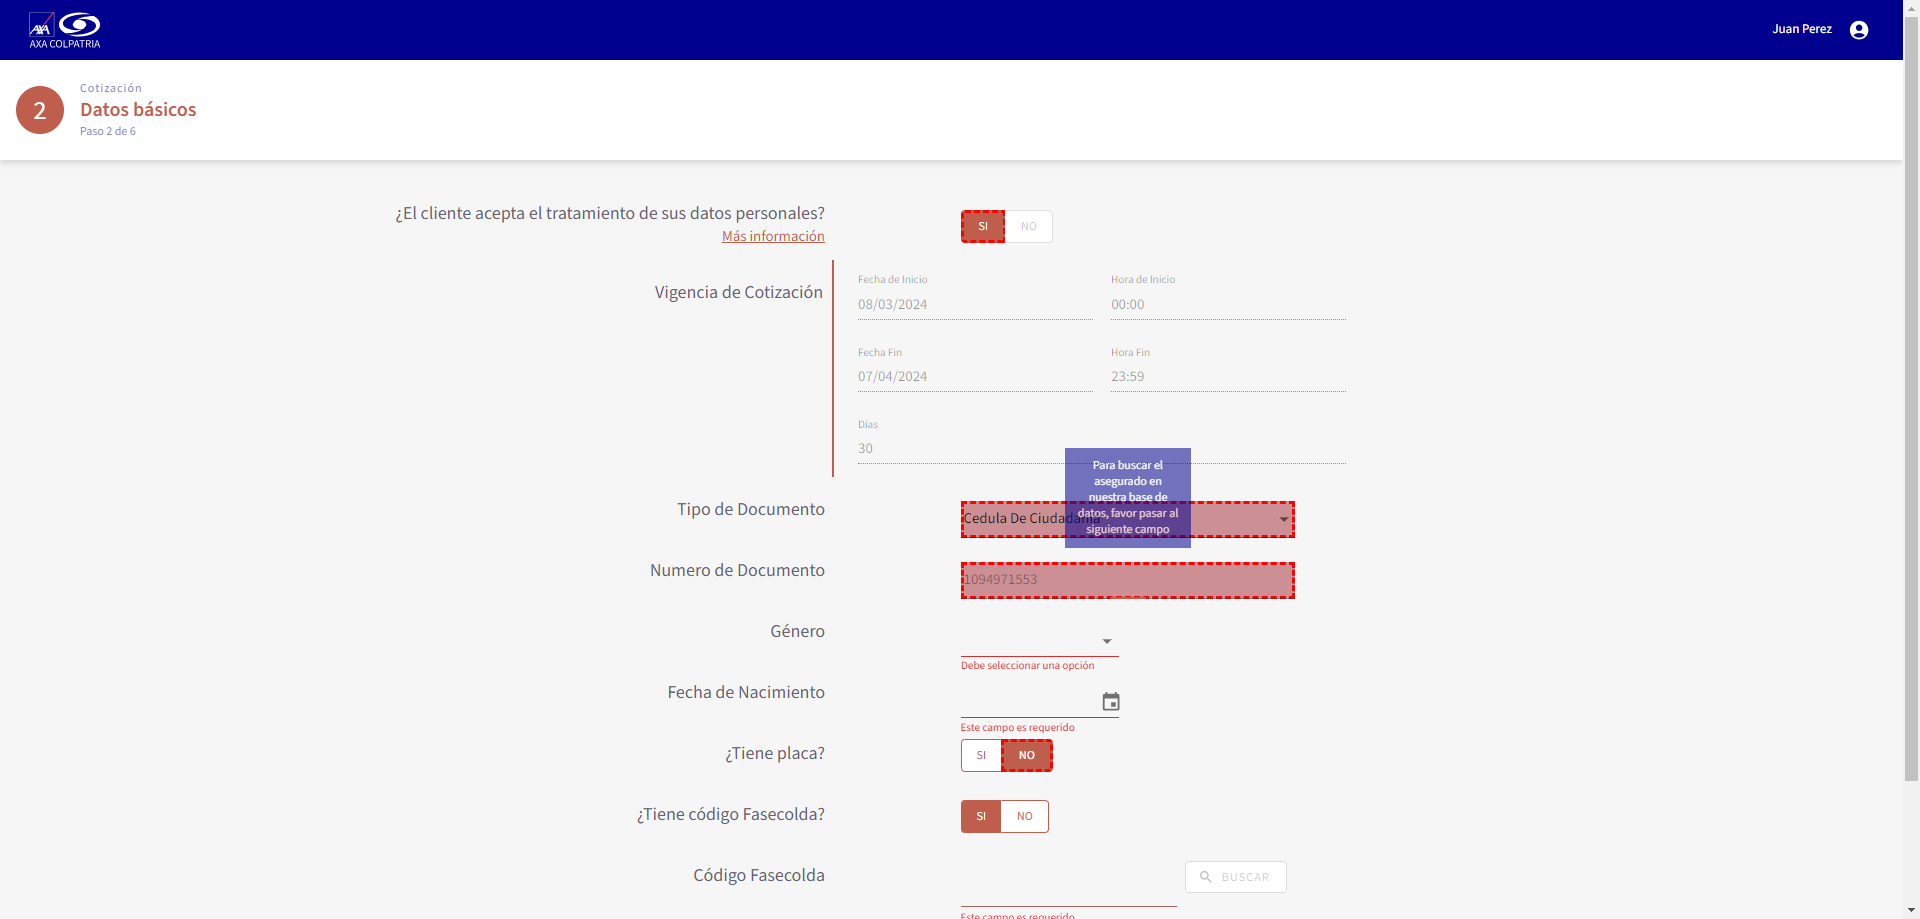 AXA
AXA COLPATRIA
Juan Perez
2
Cotización
Datos básicos
Paso 2 de 6
¿El cliente acepta el tratamiento de sus datos personales?
Más información
SI
NO
Vigencia de Cotización
Fecha de Inicio
Hora de Inicio
08/03/2024
00:00
Fecha Fin
Hora Fin
07/04/2024
23:59
Días
30
Para buscar el
asegurado en
nuestra base de
datos, favor pasar al
siguiente campo
Tipo de Documento
Cedula De Ciudadania
Numero de Documento
1094971553
Género
Debe seleccionar una opción
Fecha de Nacimiento
Este campo es requerido
¿Tiene placa?
SI
NO
¿Tiene código Fasecolda?
SI
NO
Código Fasecolda
BUSCAR
Este campo es requerido